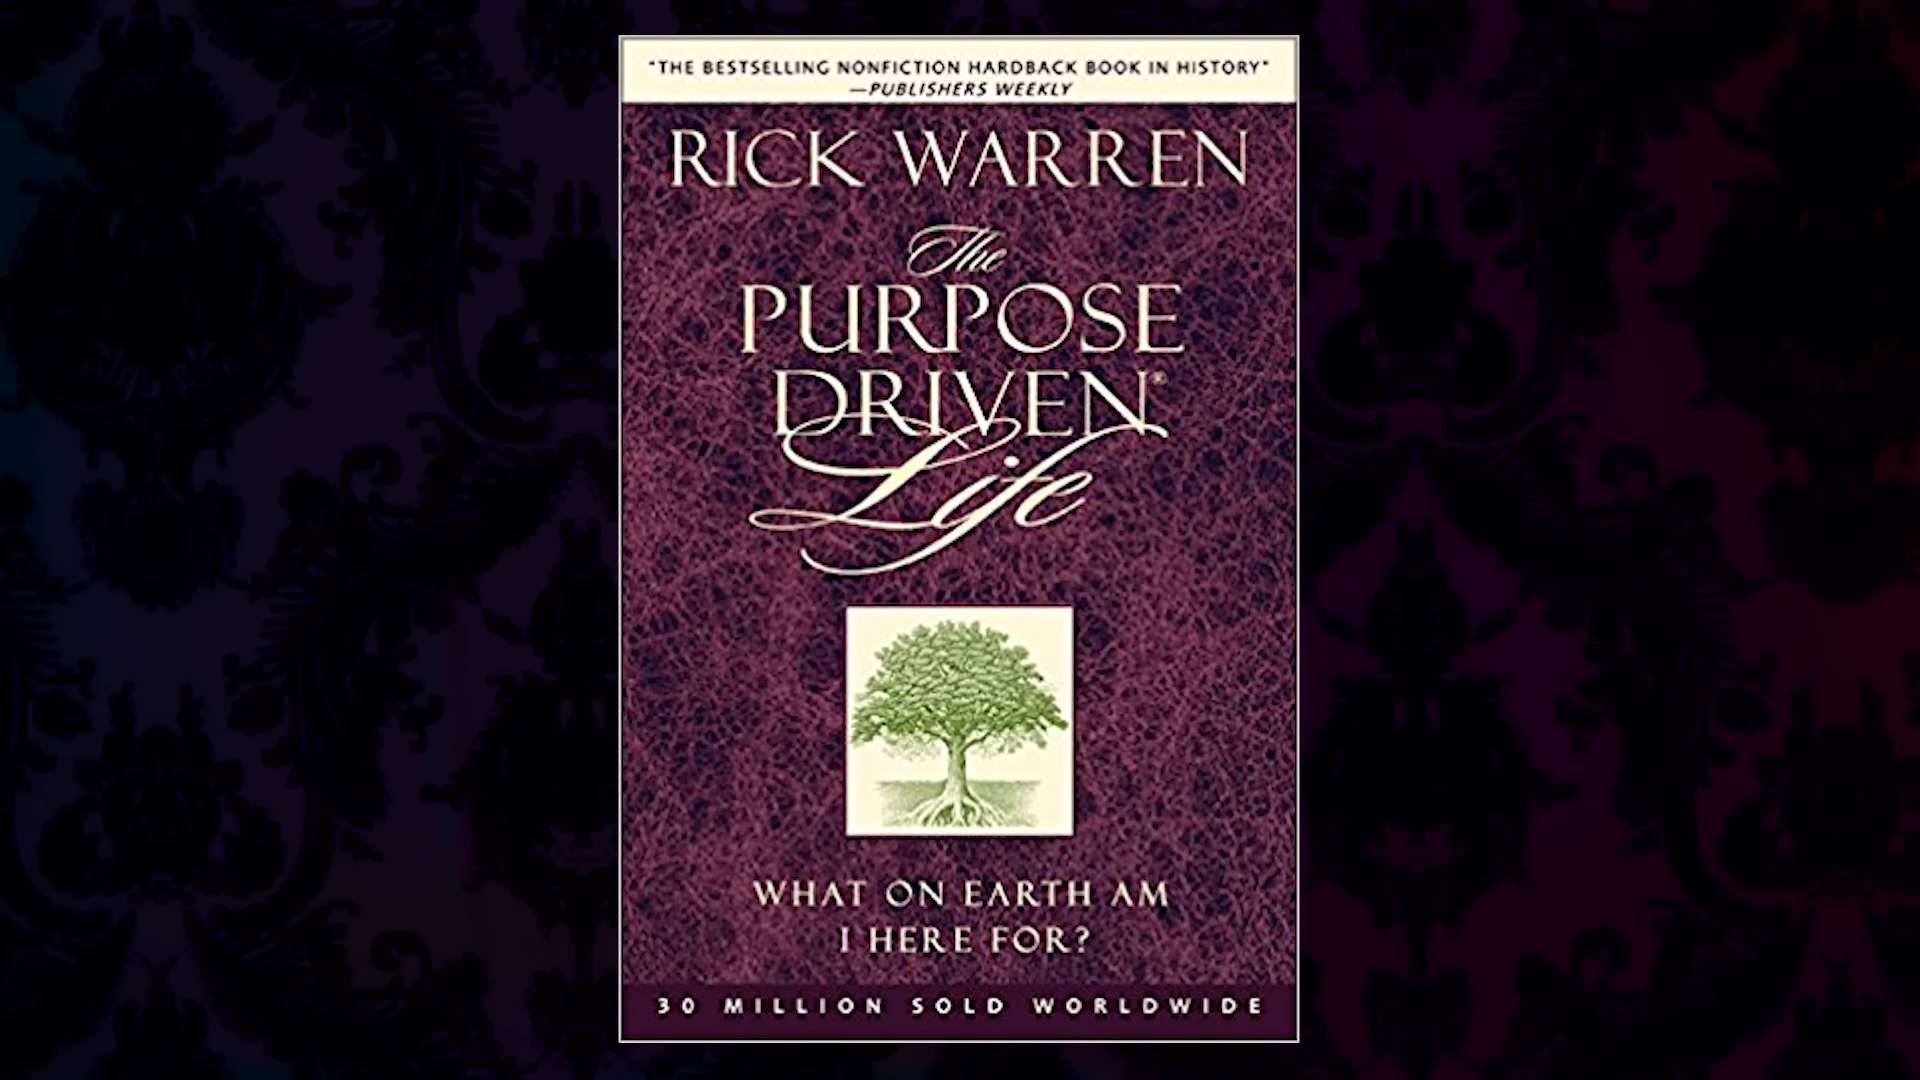 "THE BESTSELLING NONFICTION HARDBACK BOOK IN HISTORY"
—PUBLISHERS WEEKLY
RICK WARREN
The
PURPOSE
DRIVEN®
Life
WHAT ON EARTH AM
I HERE FOR?
30 MILLION SOLD WORLDWIDE